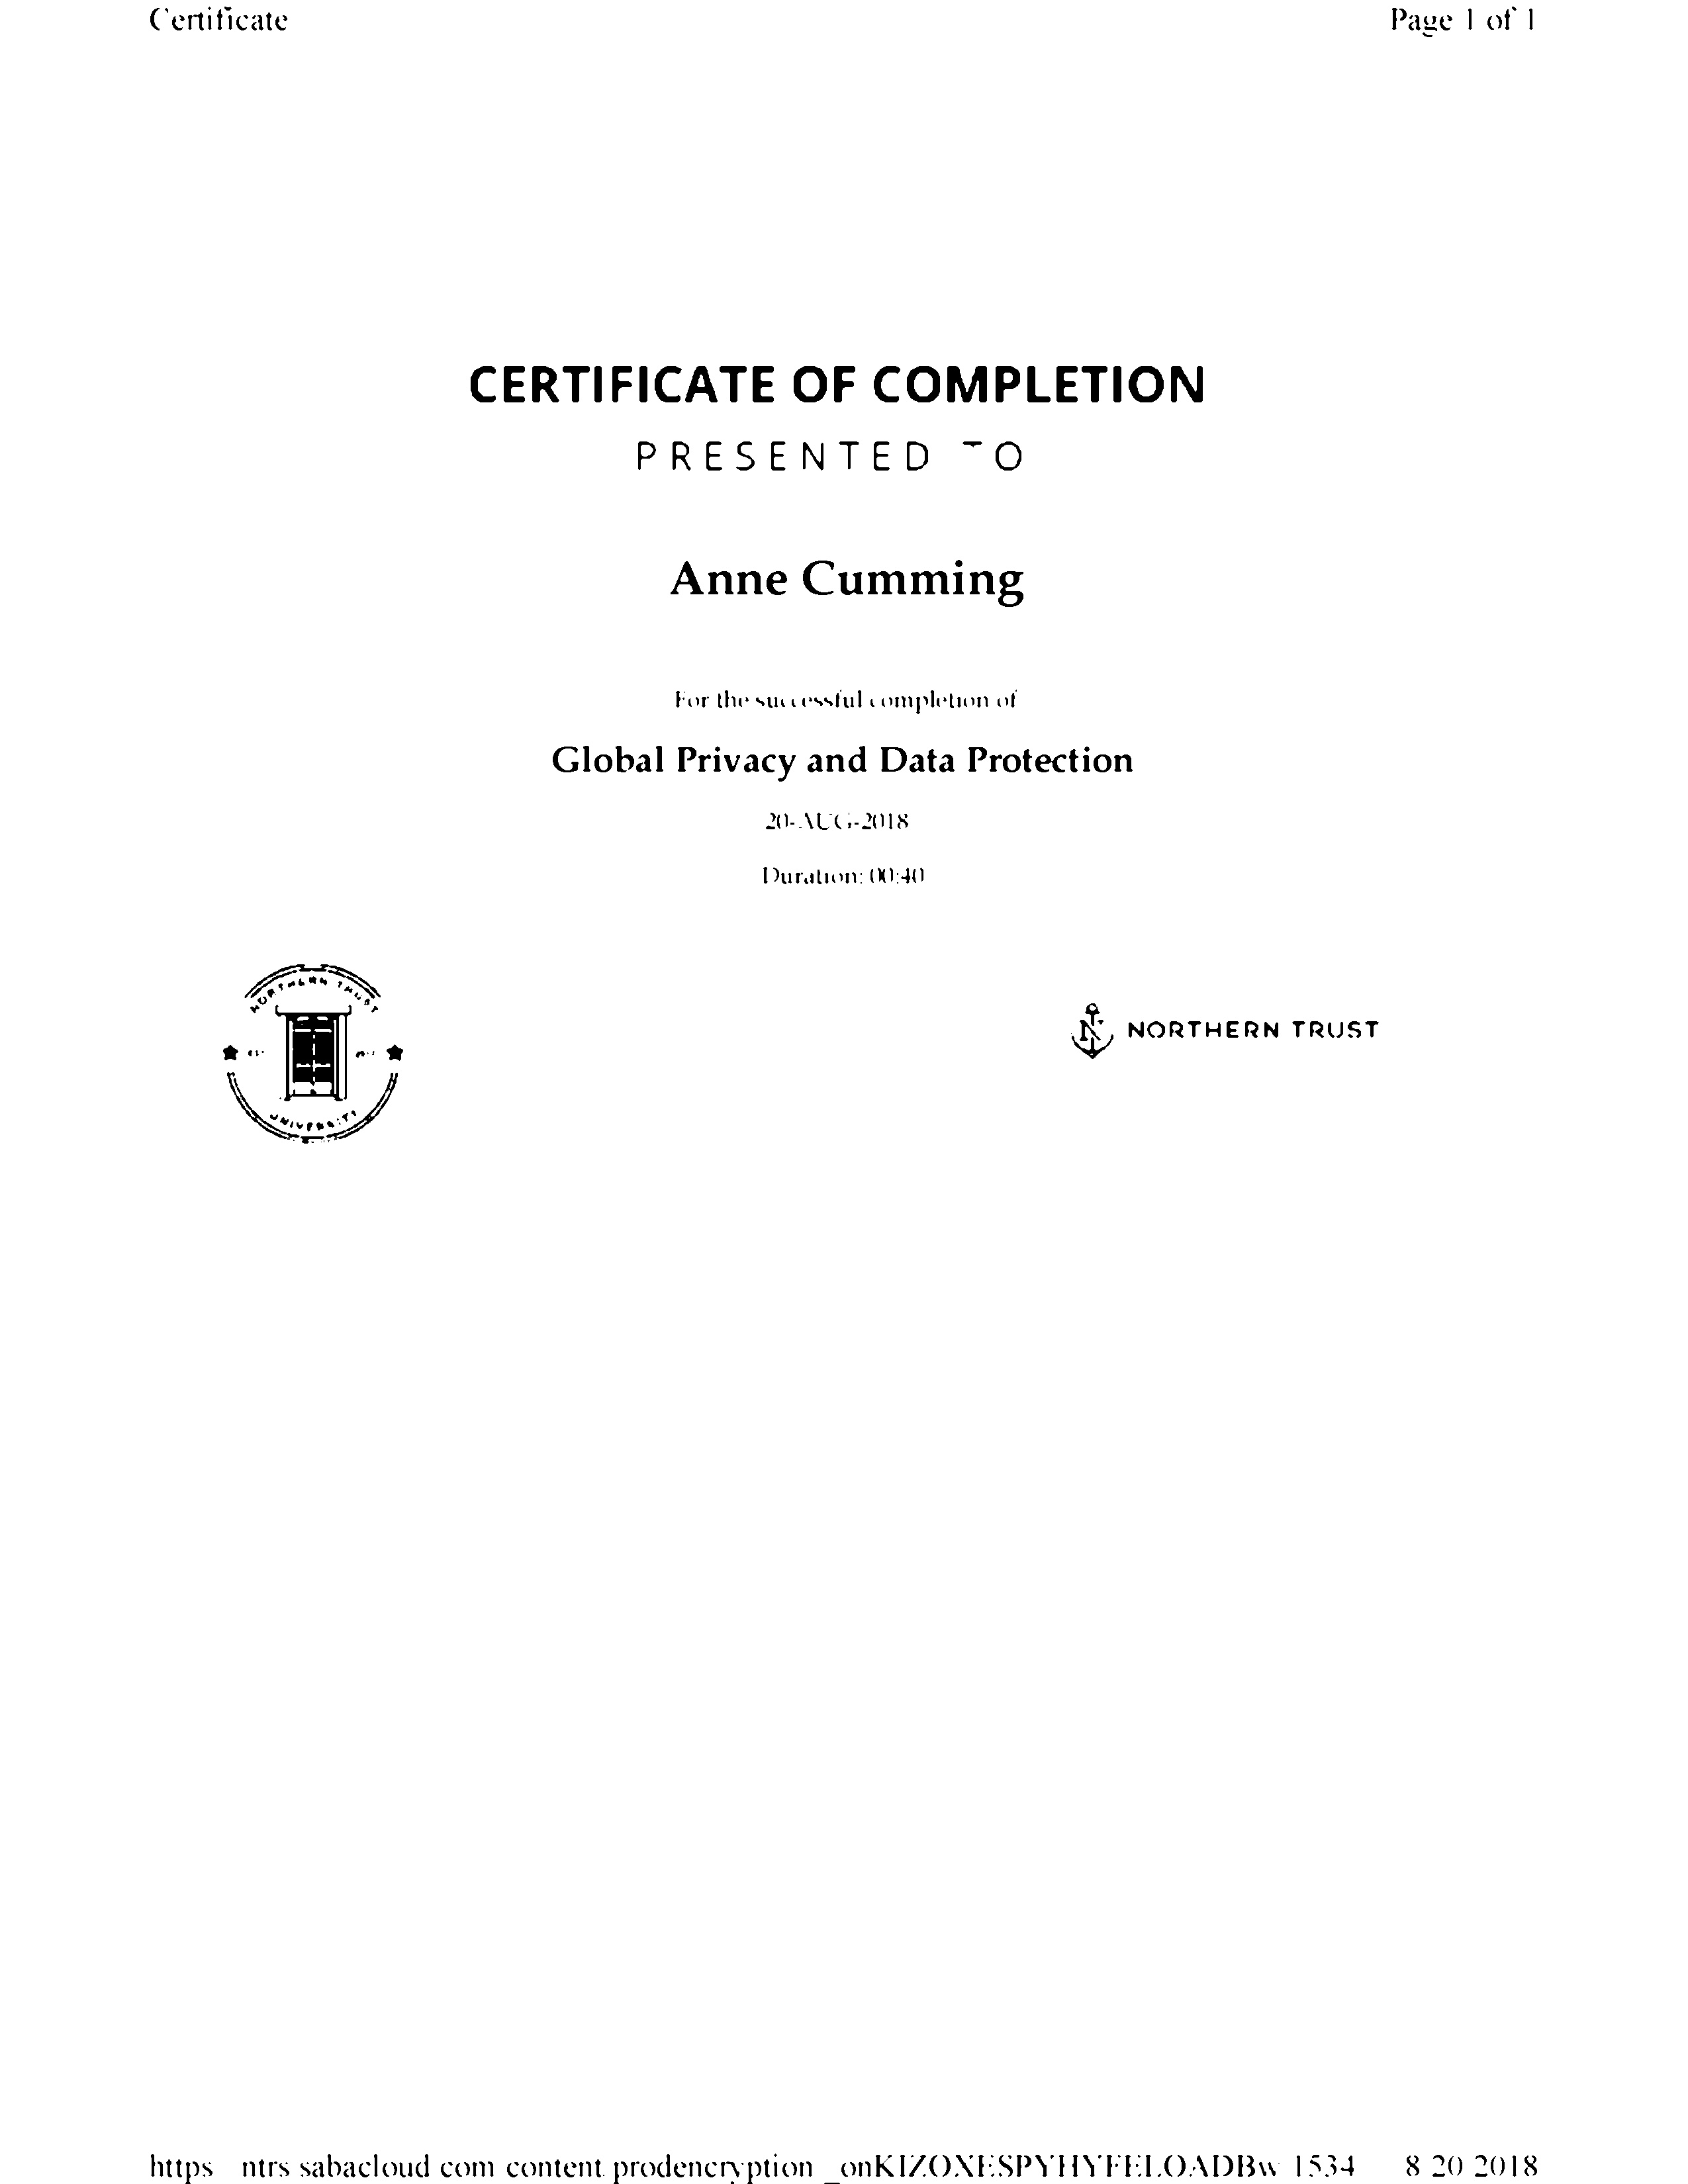 Certificate Page 1 of 1
CERTIFICATE OF COMPLETION
PRESENTED TO
Anne Cumming
For the successful completion of
Global Privacy and Data Protection
20-AUG-2018
Duration: 00:40
NORTHERN TRUST
UNIVERSITY
NORTHERN TRUST
https ntrs sabacloud com content prodencryption 1534 8 20 2018